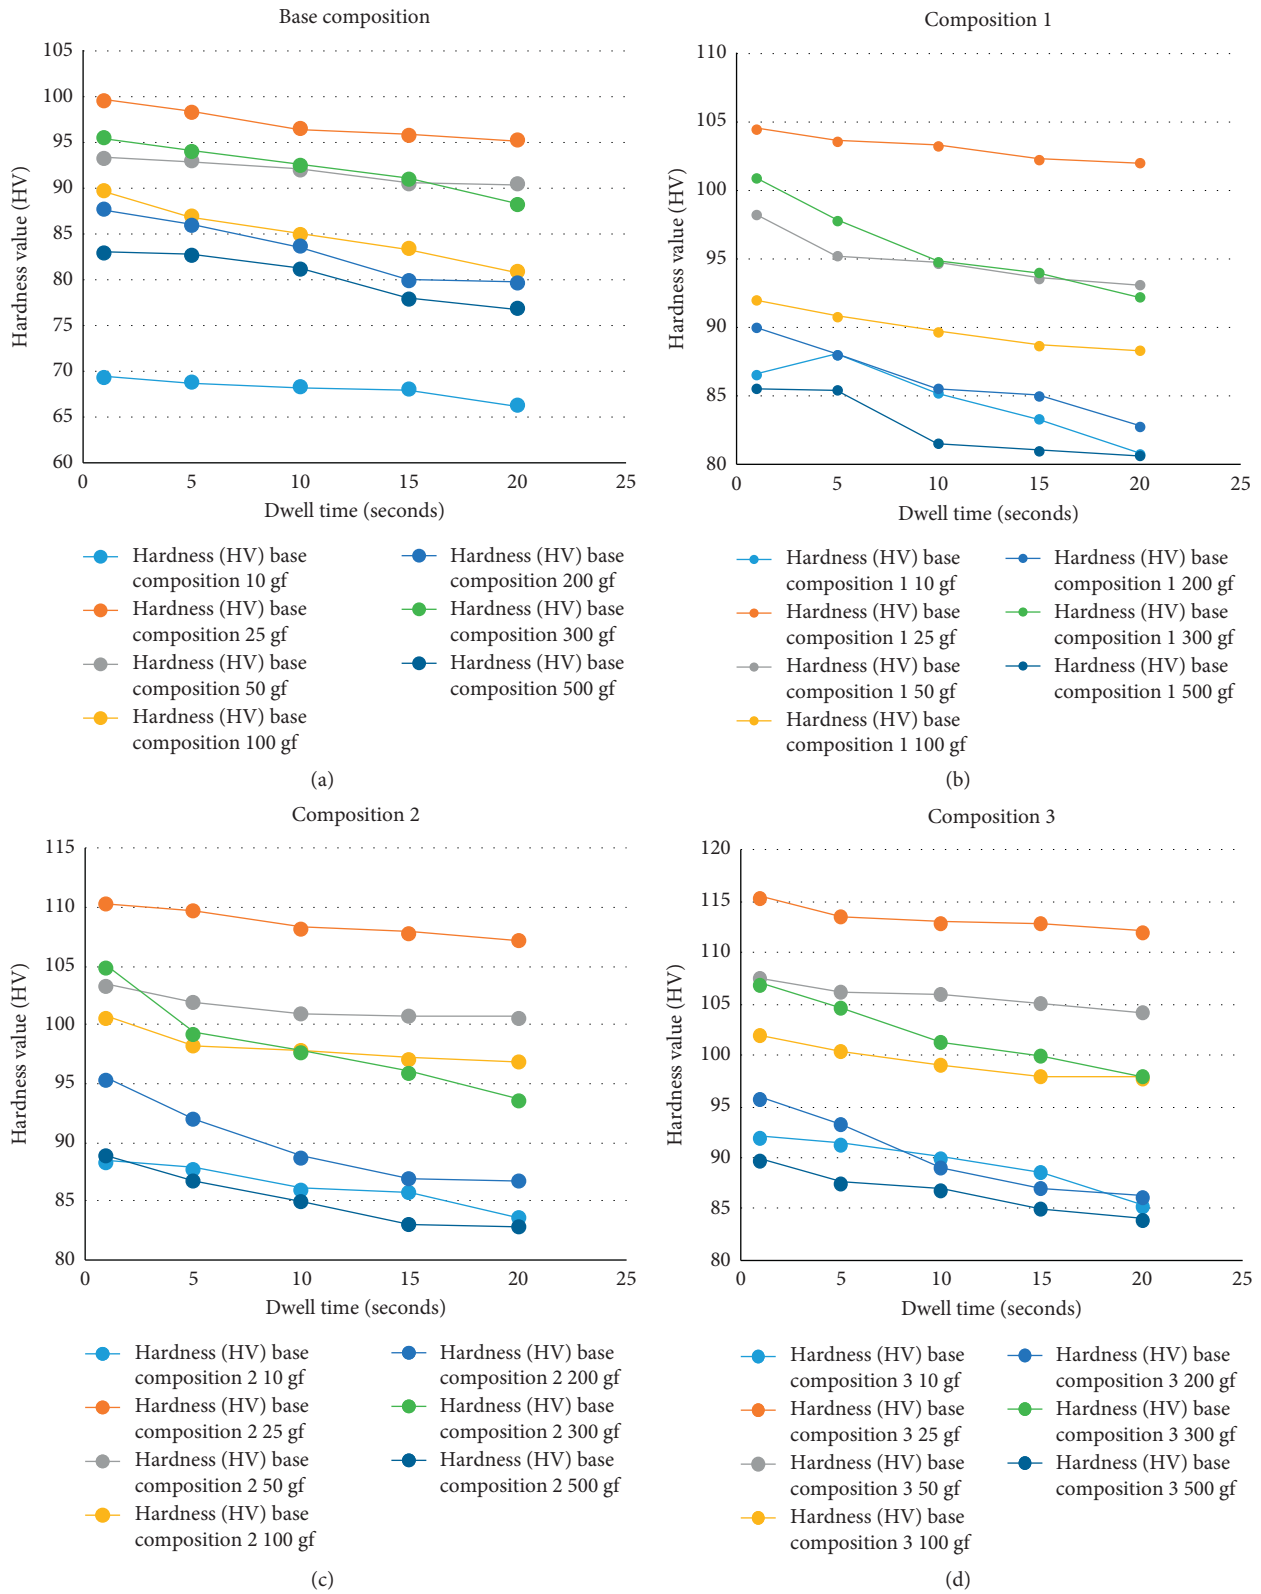 Base composition
105
100
95
90
85
80
75
70
65
60
Hardness value (HV)
0
5
10
15
20
25
Dwell time (seconds)
Hardness (HV) base
composition 10 gf
Hardness (HV) base
composition 25 gf
Hardness (HV) base
composition 50 gf
Hardness (HV) base
composition 100 gf
Hardness (HV) base
composition 200 gf
Hardness (HV) base
composition 300 gf
Hardness (HV) base
composition 500 gf
(a)
Composition 1
110
105
100
95
90
85
80
Hardness value (HV)
0
5
10
15
20
25
Dwell time (seconds)
Hardness (HV) base
composition 1 10 gf
Hardness (HV) base
composition 1 25 gf
Hardness (HV) base
composition 1 50 gf
Hardness (HV) base
composition 1 100 gf
Hardness (HV) base
composition 1 200 gf
Hardness (HV) base
composition 1 300 gf
Hardness (HV) base
composition 1 500 gf
(b)
Composition 2
115
110
105
100
95
90
85
80
Hardness value (HV)
0
5
10
15
20
25
Dwell time (seconds)
Hardness (HV) base
composition 2 10 gf
Hardness (HV) base
composition 2 25 gf
Hardness (HV) base
composition 2 50 gf
Hardness (HV) base
composition 2 100 gf
Hardness (HV) base
composition 2 200 gf
Hardness (HV) base
composition 2 300 gf
Hardness (HV) base
composition 2 500 gf
(c)
Composition 3
120
115
110
105
100
95
90
85
80
Hardness value (HV)
0
5
10
15
20
25
Dwell time (seconds)
Hardness (HV) base
composition 3 10 gf
Hardness (HV) base
composition 3 25 gf
Hardness (HV) base
composition 3 50 gf
Hardness (HV) base
composition 3 100 gf
Hardness (HV) base
composition 3 200 gf
Hardness (HV) base
composition 3 300 gf
Hardness (HV) base
composition 3 500 gf
(d)